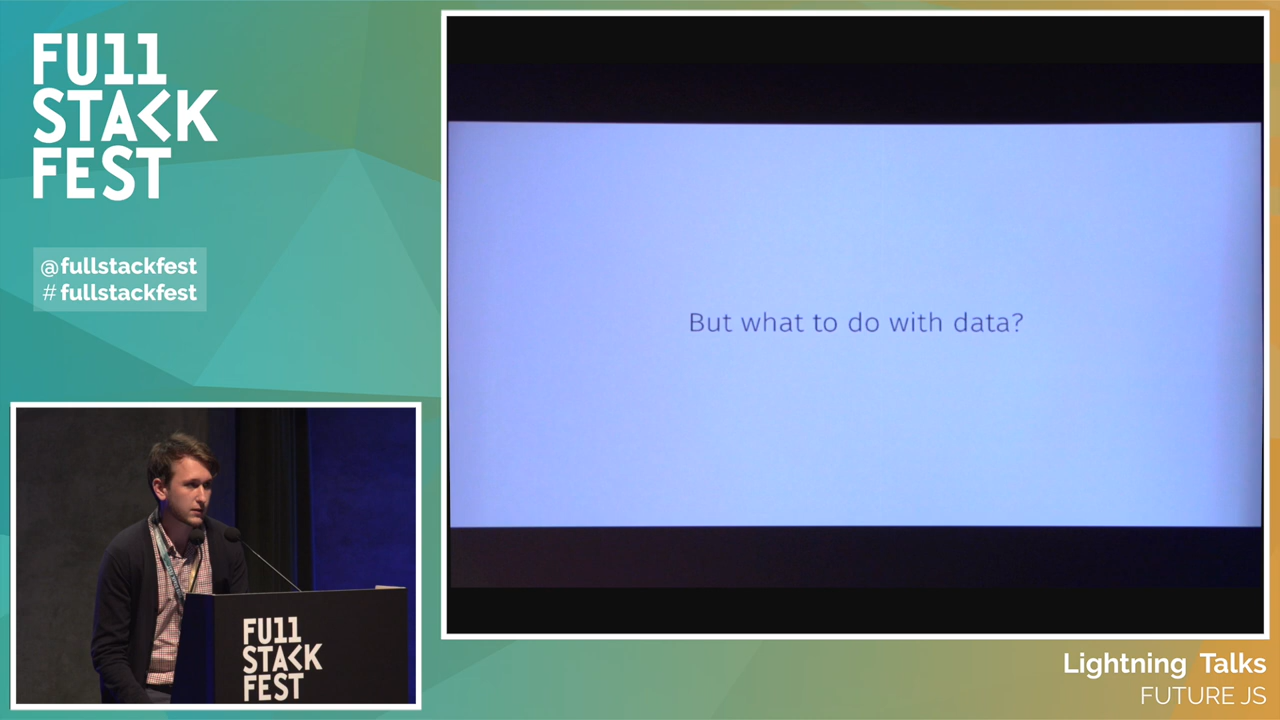 FU11
STACK
FEST
@fullstackfest
# fullstackfest
But what to do with data?
FU11
STACK
FEST
Lightning Talks
FUTURE JS